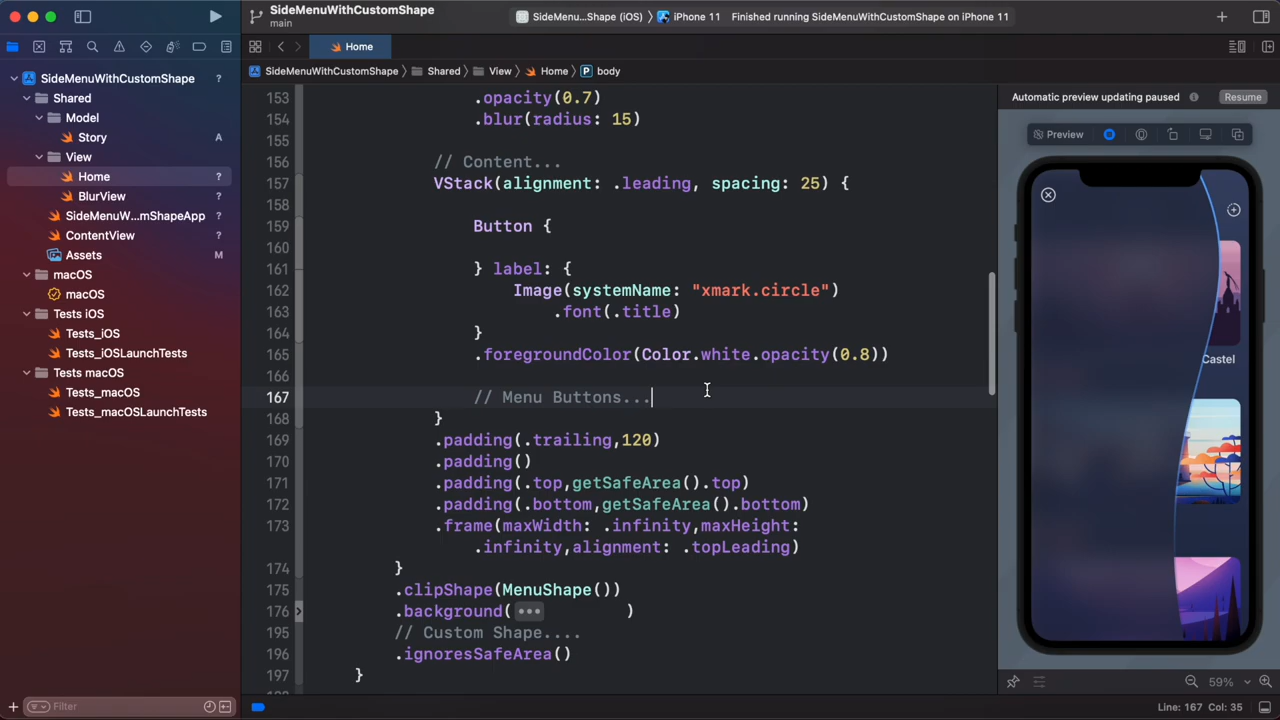 SideMenuWithCustomShape
main
SideMenu...Shape (iOS) 〉 iPhone 11
Finished running SideMenuWithCustomShape on iPhone 11
Home
SideMenuWithCustomShape 〉 Shared 〉 View 〉 Home 〉 P body
SideMenuWithCustomShape ?
Shared
Model
Story A
View
Home ?
BlurView ?
SideMenuW...mShapeApp ?
ContentView ?
Assets M
macOS
macOS
Tests iOS
Tests_iOS
Tests_iOSLaunchTests
Tests macOS
Tests_macOS
Tests_macOSLaunchTests
Filter
153 .opacity(0.7)
154 .blur(radius: 15)
155
156 // Content...
157 VStack(alignment: .leading, spacing: 25) {
158
159 Button {
160
161 } label: {
162 Image(systemName: "xmark.circle")
163 .font(.title)
164 }
165 .foregroundColor(Color.white.opacity(0.8))
166
167 // Menu Buttons...
168 }
169 .padding(.trailing,120)
170 .padding()
171 .padding(.top,getSafeArea().top)
172 .padding(.bottom,getSafeArea().bottom)
173 .frame(maxWidth: .infinity,maxHeight:
.infinity,alignment: .topLeading)
174 }
175 .clipShape(MenuShape())
176 .background( ••• )
195 // Custom Shape....
196 .ignoresSafeArea()
197 }
Automatic preview updating paused
Resume
Preview
Castel
59%
Line: 167 Col: 35